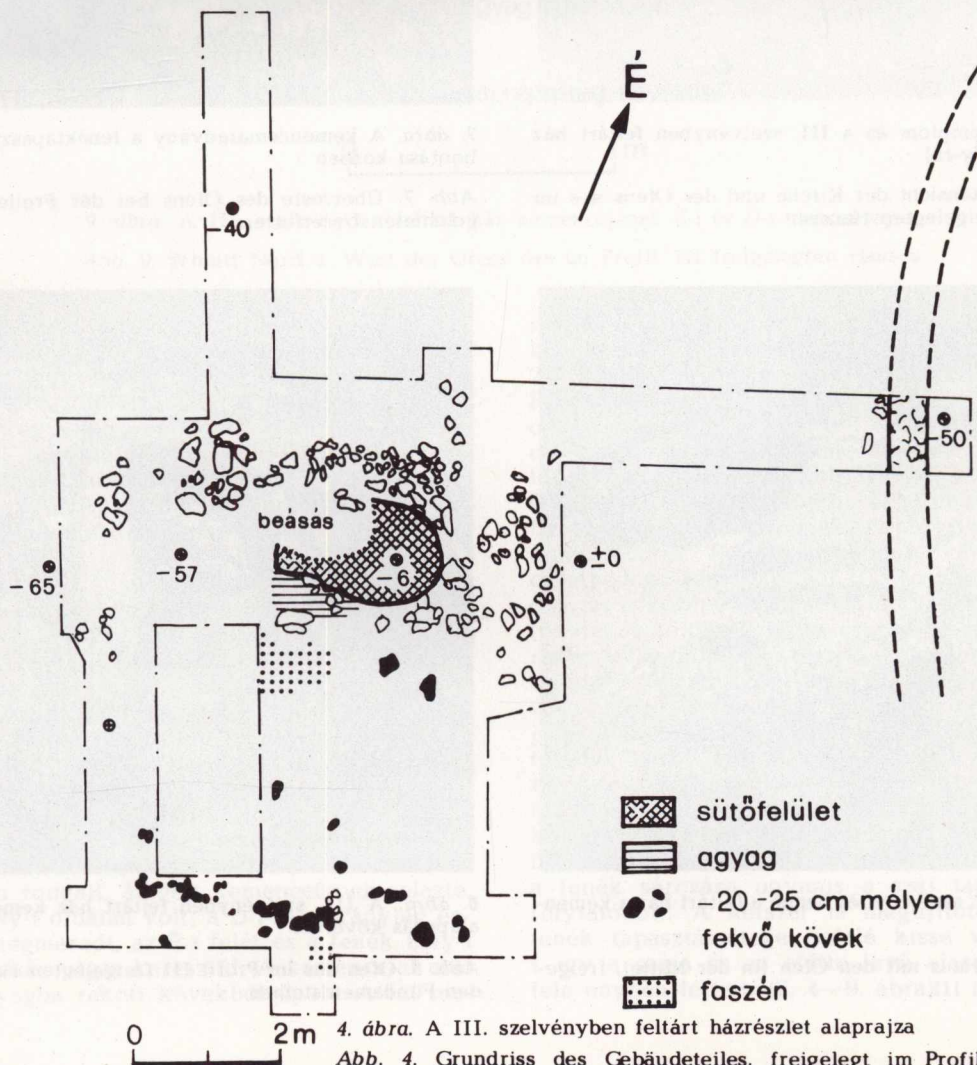 É
-40
-50
beásás
±0
-6
-57
-65
sütőfelület
agyag
-20-25 cm mélyen
fekvő kövek
faszén
0 2m
4. ábra. A III. szelvényben feltárt házrészlet alaprajza
Abb. 4. Grundriss des Gebäudeteiles, freigelegt im Profil